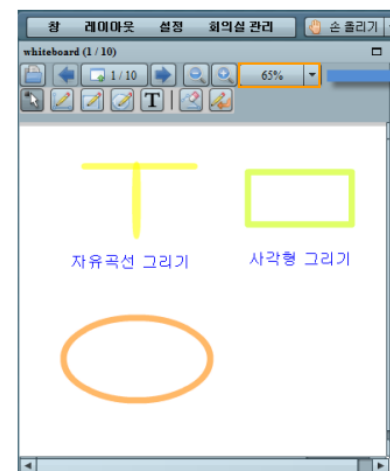 창 레이아웃 설정 회의실 관리 손 올리기
whiteboard (1 / 10)
1 / 10 65%
T
자유곡선 그리기 사각형 그리기